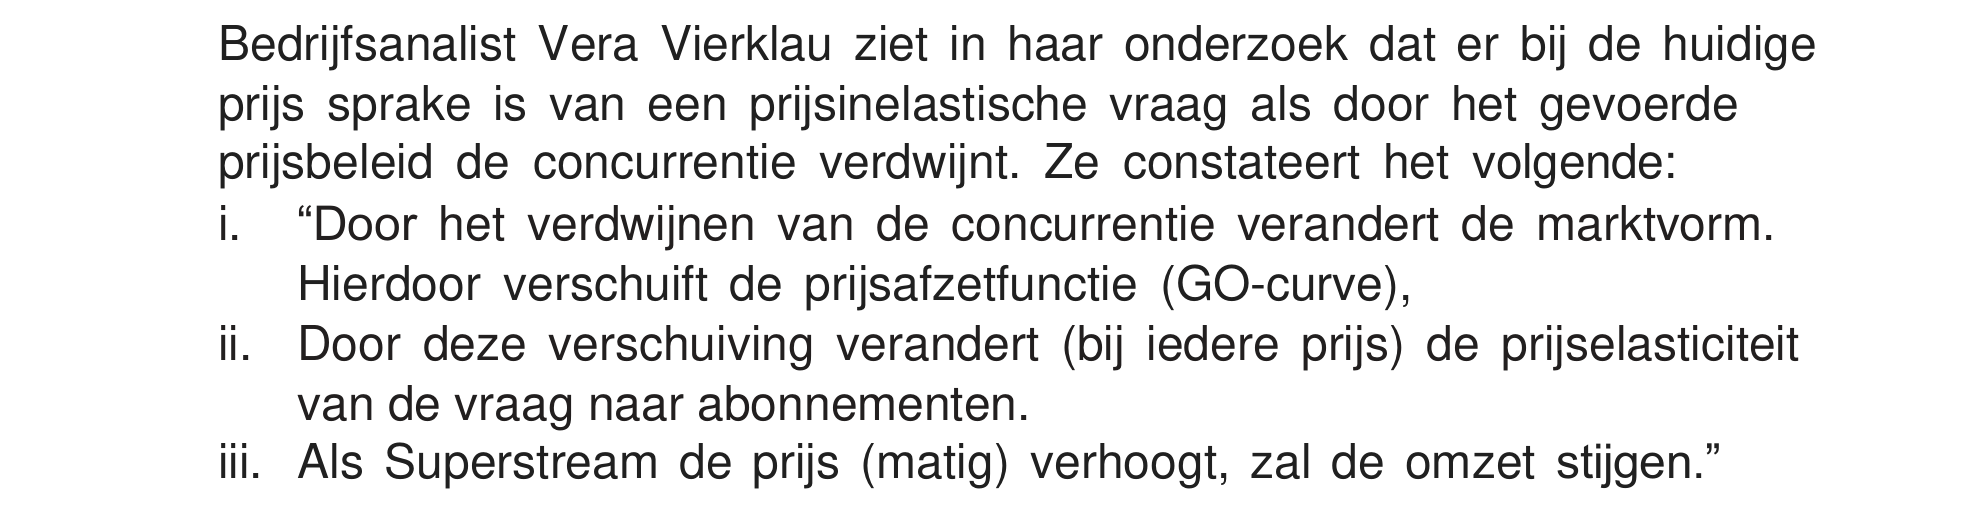 Bedrijfsanalist Vera Vierklau ziet in haar onderzoek dat er bij de huidige
prijs sprake is van een prijsinelastische vraag als door het gevoerde
prijsbeleid de concurrentie verdwijnt. Ze constateert het volgende:
i. “Door het verdwijnen van de concurrentie verandert de marktvorm.
Hierdoor verschuift de prijsafzetfunctie (GO-curve),
ii. Door deze verschuiving verandert (bij iedere prijs) de prijselasticiteit
van de vraag naar abonnementen.
iii. Als Superstream de prijs (matig) verhoogt, zal de omzet stijgen.”